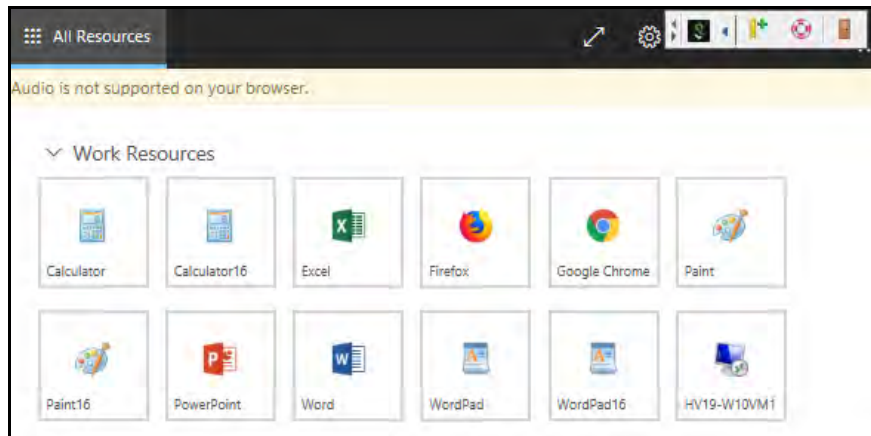 All Resources
Audio is not supported on your browser.
Work Resources
Calculator Calculator16 Excel Firefox Google Chrome Paint
Paint16 PowerPoint Word WordPad WordPad16 HV19-W10VM1